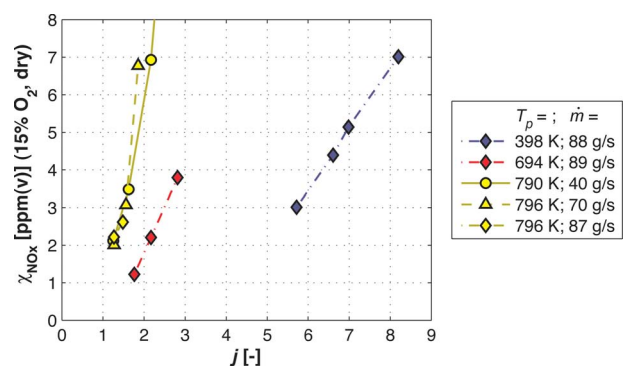 8
7
6
5
4
3
2
1
0
χNOx [ppm(v)] (15% O2, dry)
0 1 2 3 4 5 6 7 8 9
j [-]
Tp = ; ṁ =
398 K; 88 g/s
694 K; 89 g/s
790 K; 40 g/s
796 K; 70 g/s
796 K; 87 g/s